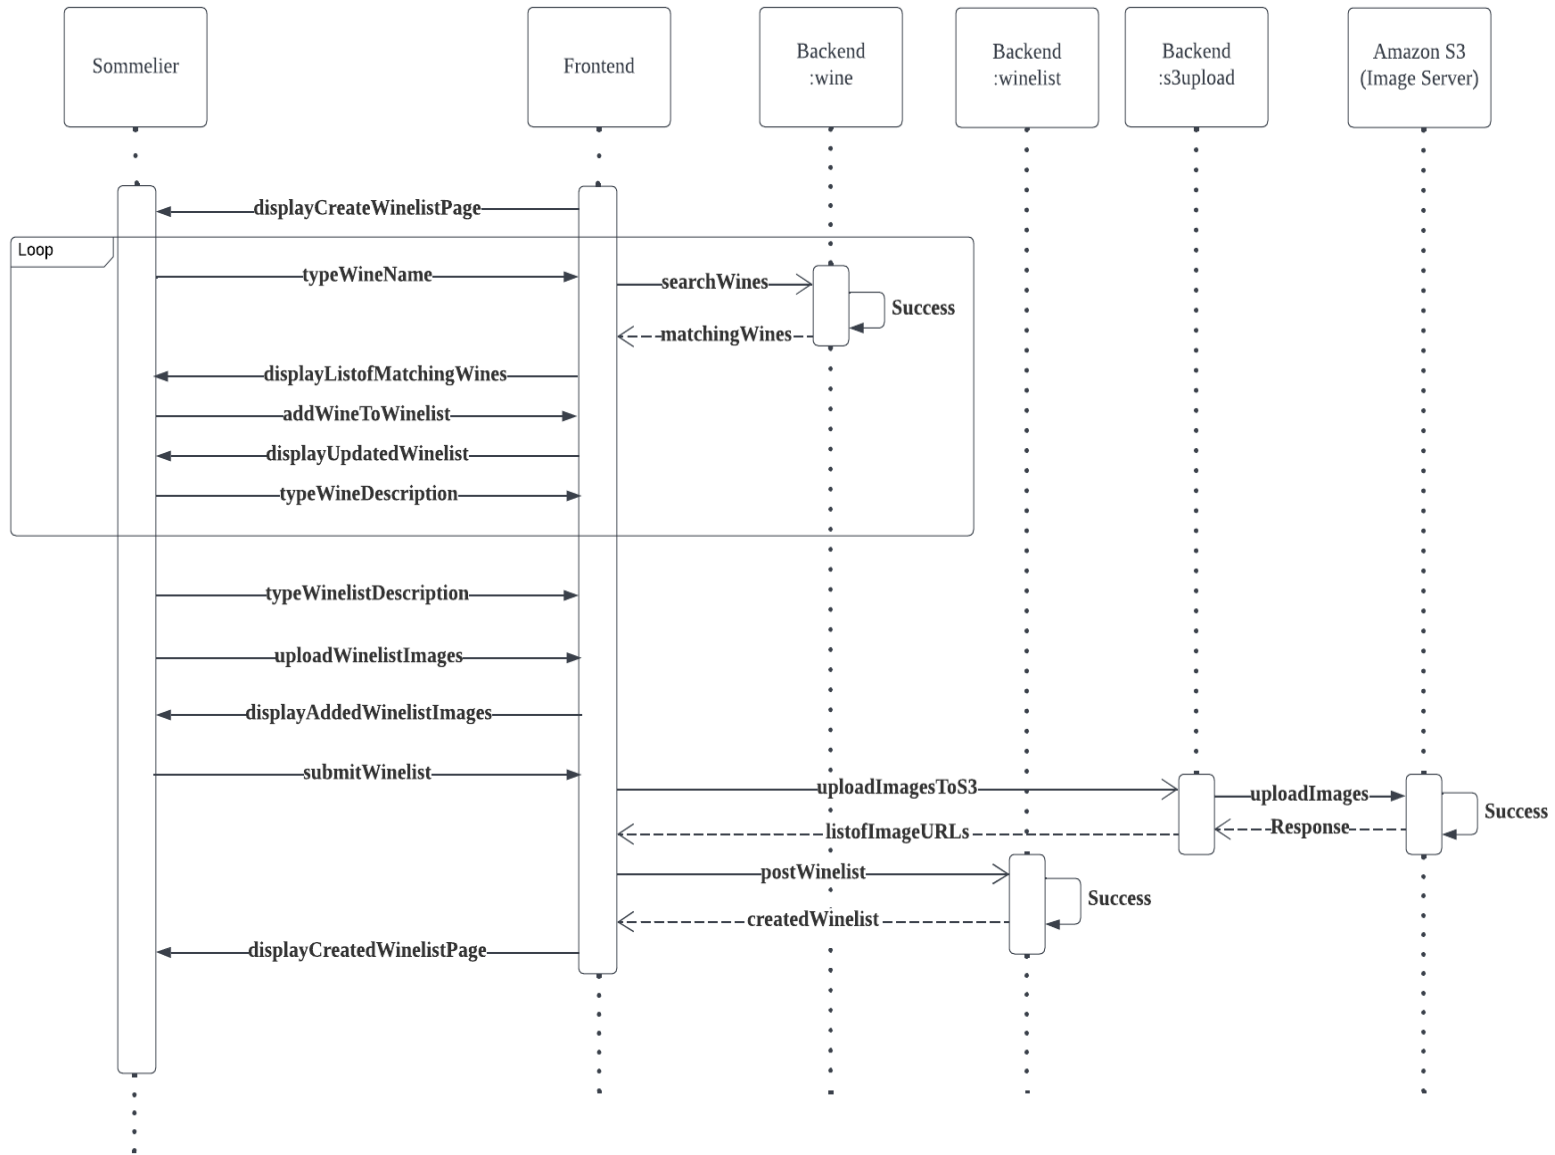 Sommelier
Frontend
Backend
:wine
Backend
:winelist
Backend
:s3upload
Amazon S3
(Image Server)
displayCreateWinelistPage
Loop
typeWineName
searchWines
Success
matchingWines
displayListofMatchingWines
addWineToWinelist
displayUpdatedWinelist
typeWineDescription
typeWinelistDescription
uploadWinelistImages
displayAddedWinelistImages
submitWinelist
uploadImagesToS3
uploadImages
Success
listofImageURLs
Response
postWinelist
Success
createdWinelist
displayCreatedWinelistPage